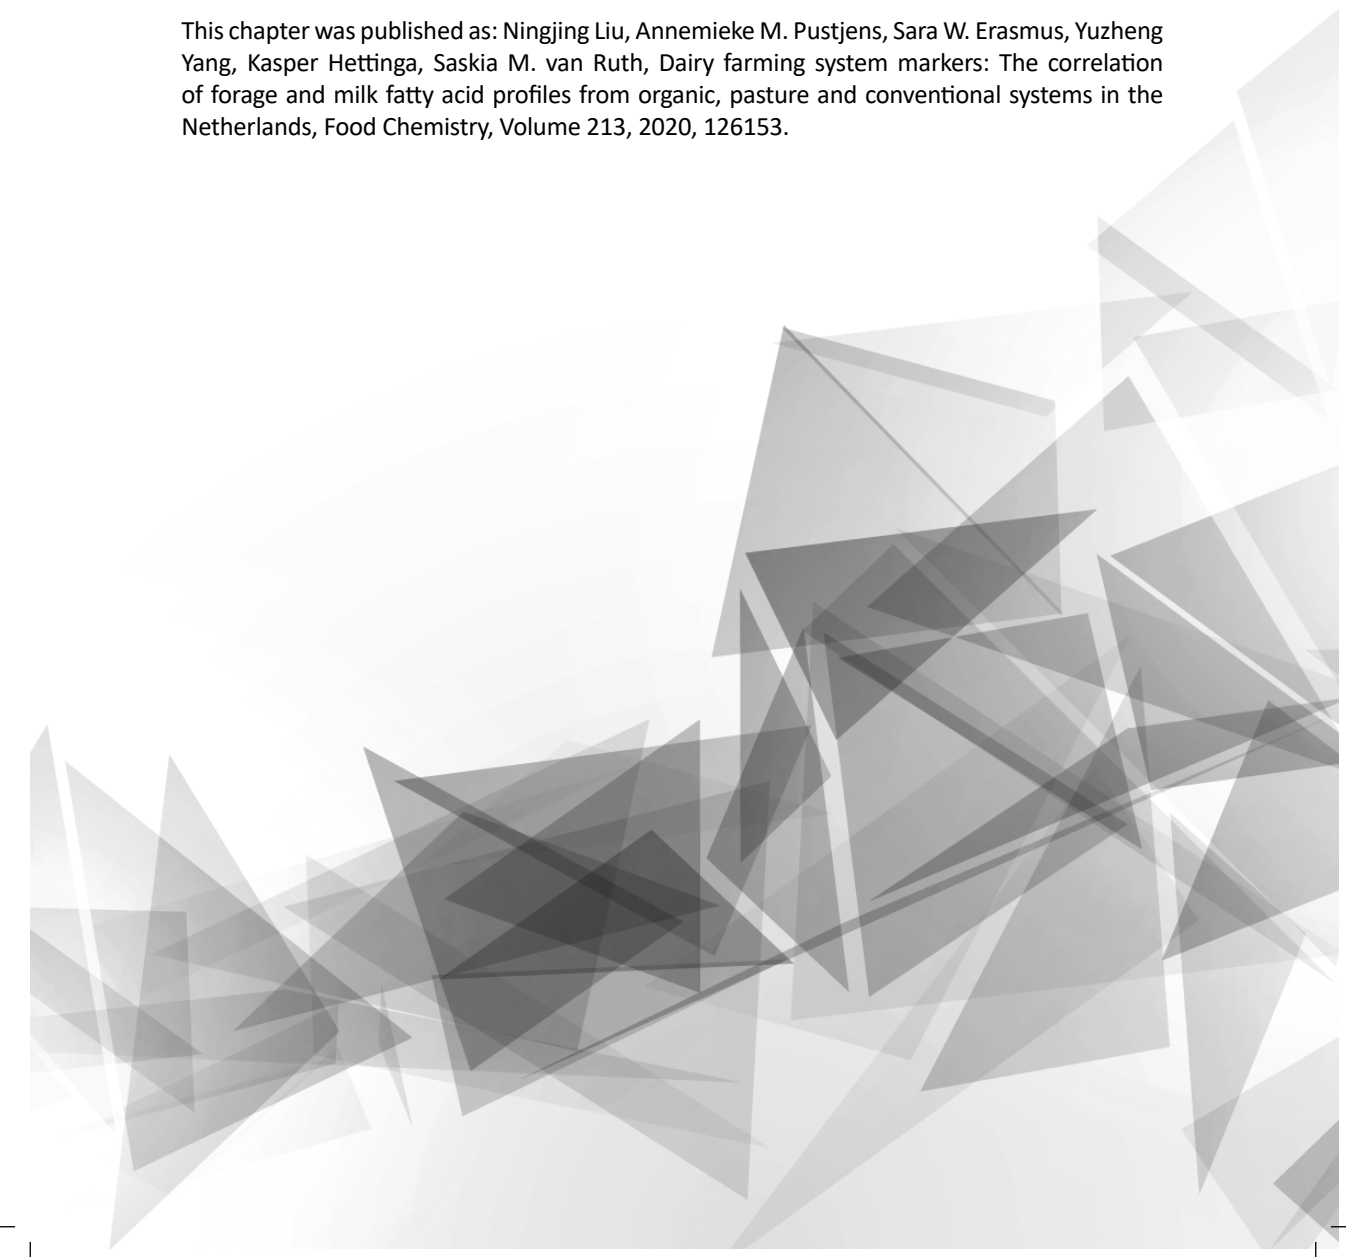 This chapter was published as: Ningjing Liu, Annemieke M. Pustjens, Sara W. Erasmus, Yuzheng
Yang, Kasper Hettinga, Saskia M. van Ruth, Dairy farming system markers: The correlation
of forage and milk fatty acid profiles from organic, pasture and conventional systems in the
Netherlands, Food Chemistry, Volume 213, 2020, 126153.